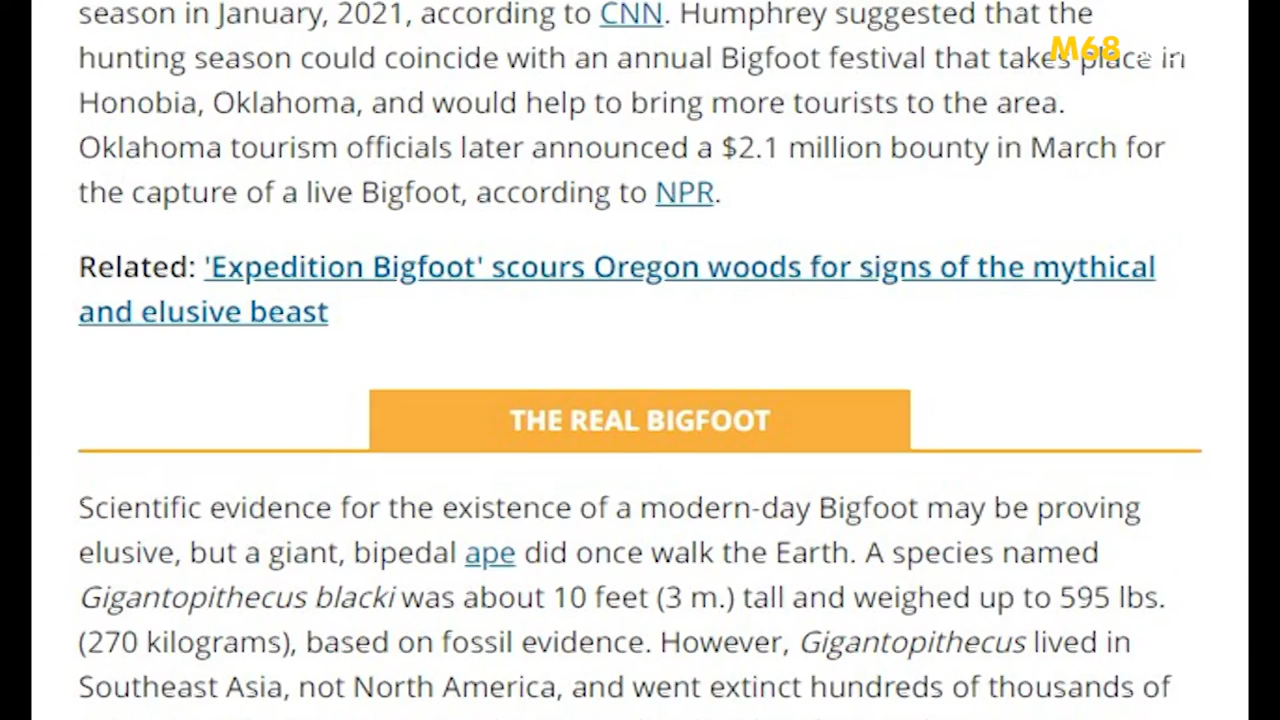 season in January, 2021, according to CNN. Humphrey suggested that the
M68
hunting season could coincide with an annual Bigfoot festival that takes place in
Honobia, Oklahoma, and would help to bring more tourists to the area.
Oklahoma tourism officials later announced a $2.1 million bounty in March for
the capture of a live Bigfoot, according to NPR.
Related: 'Expedition Bigfoot' scours Oregon woods for signs of the mythical
and elusive beast
THE REAL BIGFOOT
Scientific evidence for the existence of a modern-day Bigfoot may be proving
elusive, but a giant, bipedal ape did once walk the Earth. A species named
Gigantopithecus blacki was about 10 feet (3 m.) tall and weighed up to 595 lbs.
(270 kilograms), based on fossil evidence. However, Gigantopithecus lived in
Southeast Asia, not North America, and went extinct hundreds of thousands of